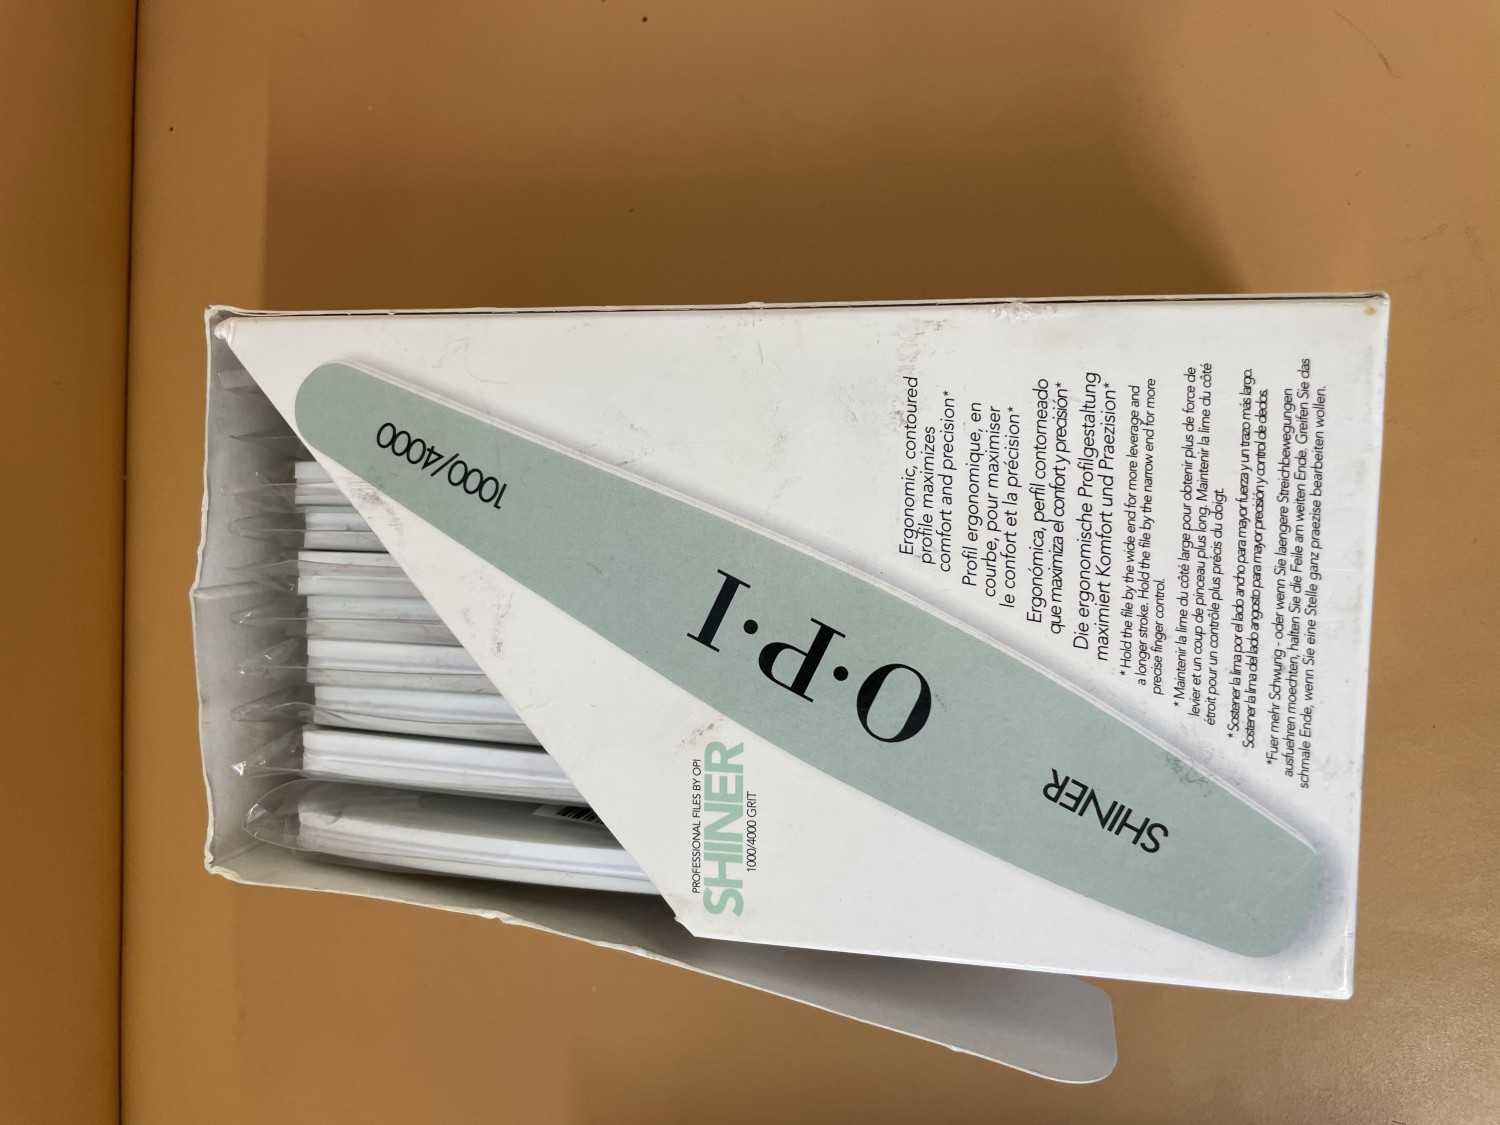 PROFESSIONAL FILES BY OPI
SHINER
1000/4000 GRIT
1000/4000
O·P·I
SHINER
Ergonomic, contoured
profile maximizes
comfort and precision*
Profil ergonomique, en
courbe, pour maximiser
le confort et la précision*
Ergonómica, perfil contorneado
que maximiza el confort y precisión*
Die ergonomische Profilgestaltung
maximiert Komfort und Praezision*
* Hold the file by the wide end for more leverage and
a longer stroke. Hold the file by the narrow end for more
precise finger control.
* Maintenir la lime du côté large pour obtenir plus de force de
levier et un coup de pinceau plus long. Maintenir la lime du côté
étroit pour un contrôle plus précis du doigt.
* Sostener la lima por el lado ancho para mayor fuerza y un trazo más largo.
Sostener la lima del lado angosto para mayor precisión y control de dedos.
*Fuer mehr Schwung - oder wenn Sie laengere Streichbewegungen
ausfuehren moechten, halten Sie die Feile am weiten Ende. Greifen Sie das
schmale Ende, wenn Sie eine Stelle ganz praezise bearbeiten wollen.